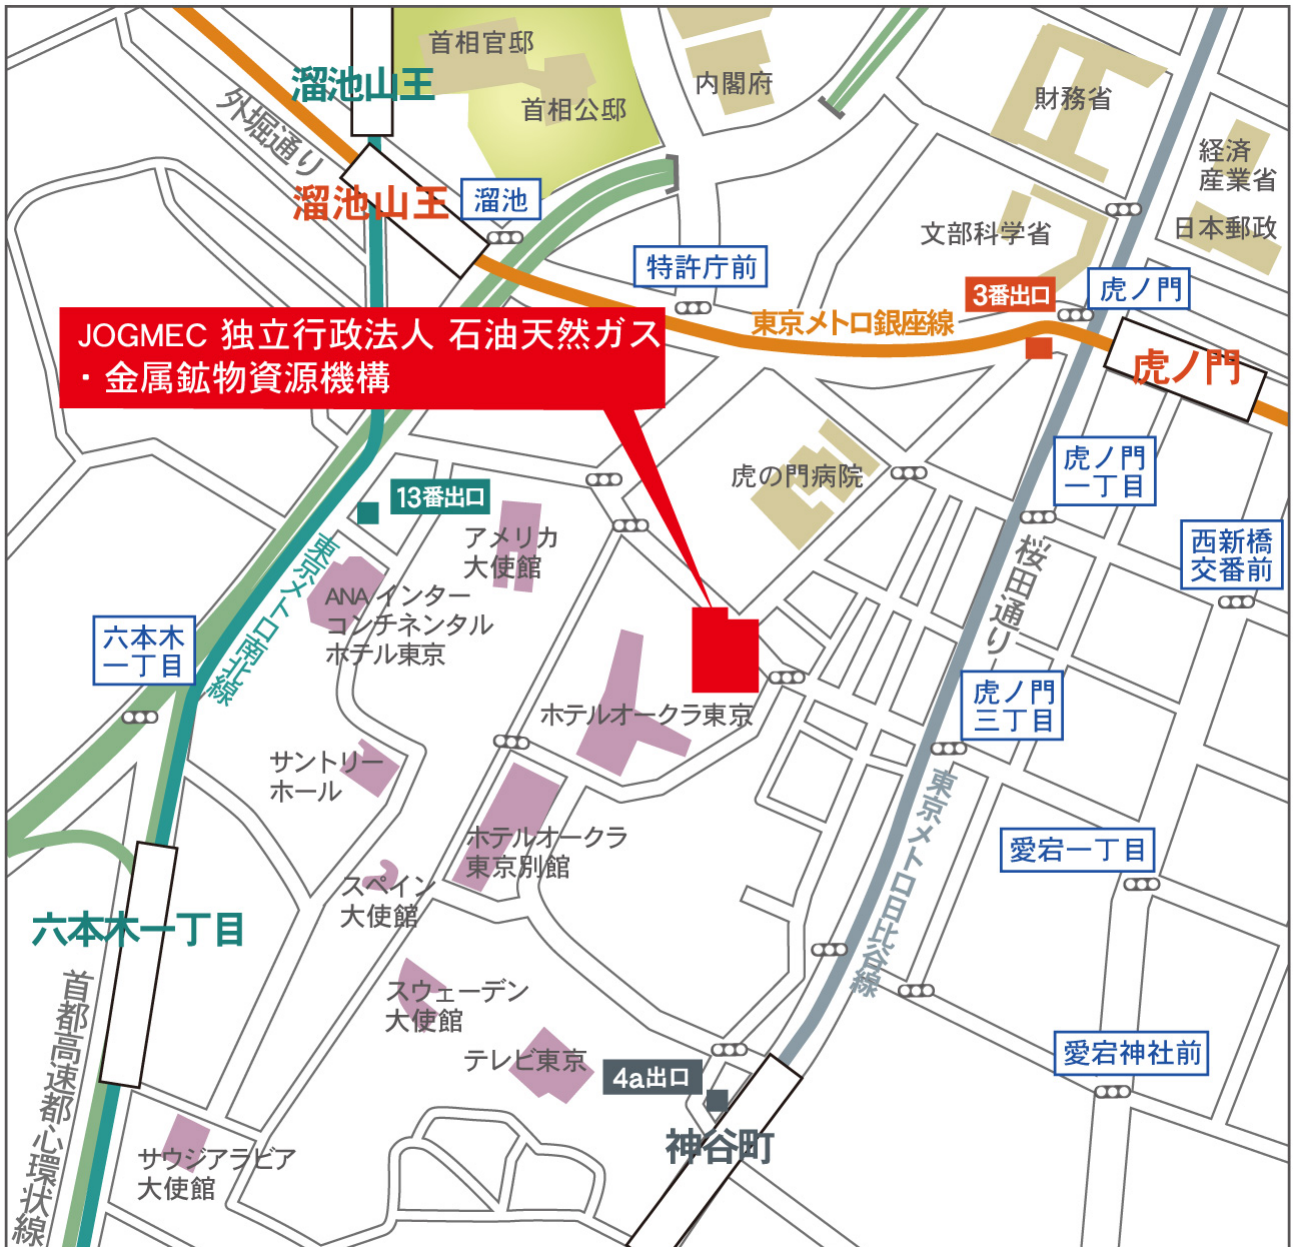 首相官邸
溜池山王
内閣府
財務省
外堀通り
首相公邸
経済
産業省
溜池山王
溜池
文部科学省
日本郵政
特許庁前
3番出口
虎ノ門
東京メトロ銀座線
JOGMEC 独立行政法人 石油天然ガス
・金属鉱物資源機構
虎ノ門
虎の門病院
虎ノ門
一丁目
13番出口
アメリカ
大使館
西新橋
交番前
東京メトロ南北線
桜田通り
ANA インター
コンチネンタル
ホテル東京
六本木
一丁目
虎ノ門
三丁目
ホテルオークラ東京
サントリー
ホール
東京メトロ日比谷線
ホテルオークラ
東京別館
愛宕一丁目
スペイン
大使館
六本木一丁目
首都高速都心環状線
スウェーデン
大使館
テレビ東京
4a出口
愛宕神社前
神谷町
サウジアラビア
大使館